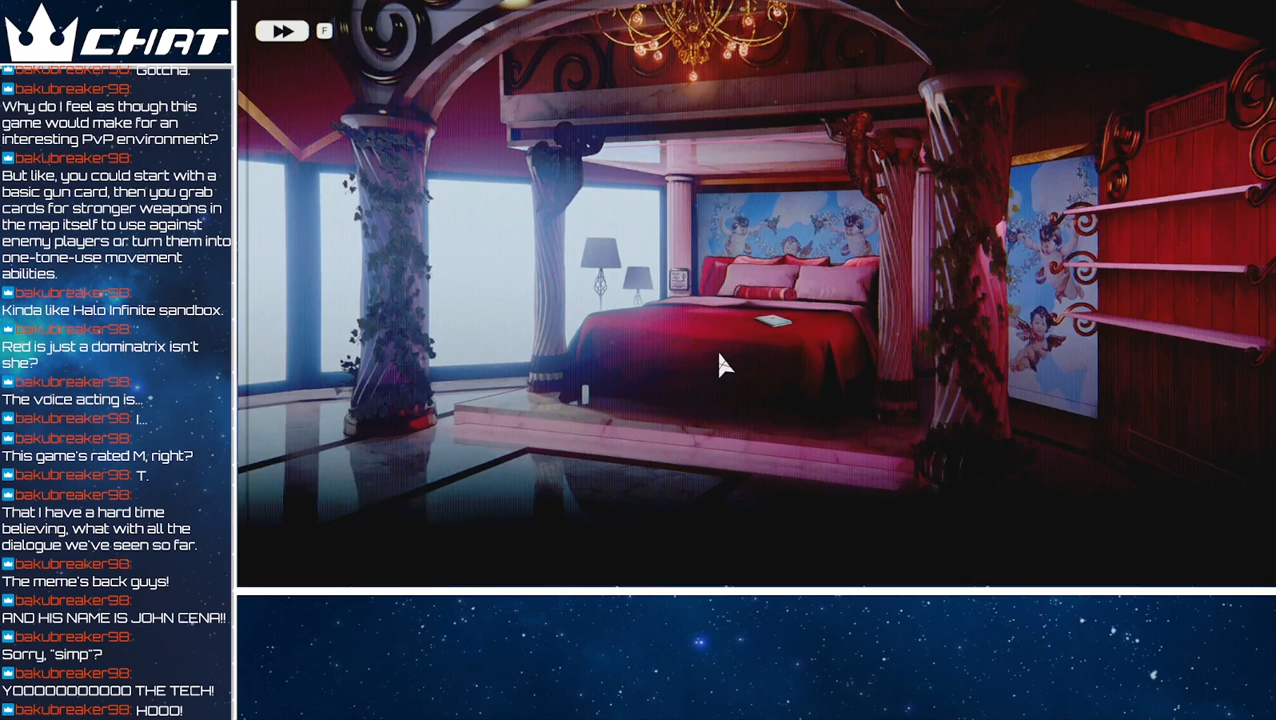 CHAT
bakubreaker98: Gotcha.
bakubreaker98:
Why do I feel as though this
game would make for an
interesting PvP environment?
bakubreaker98:
But like, you could start with a
basic gun card, then you grab
cards for stronger weapons in
the map itself to use against
enemy players or turn them into
one-tone-use movement
abilities.
bakubreaker98:
Kinda like Halo Infinite sandbox.
bakubreaker98:
Red is just a dominatrix isn't
she?
bakubreaker98:
The voice acting is...
bakubreaker98: I...
bakubreaker98:
This game's rated M, right?
bakubreaker98: T.
bakubreaker98:
That I have a hard time
believing, what with all the
dialogue we've seen so far.
bakubreaker98:
The meme's back guys!
bakubreaker98:
AND HIS NAME IS JOHN CENA!!
bakubreaker98:
Sorry, "simp"?
bakubreaker98:
YOOOOOOOOOOO THE TECH!
bakubreaker98: HOOO!
F